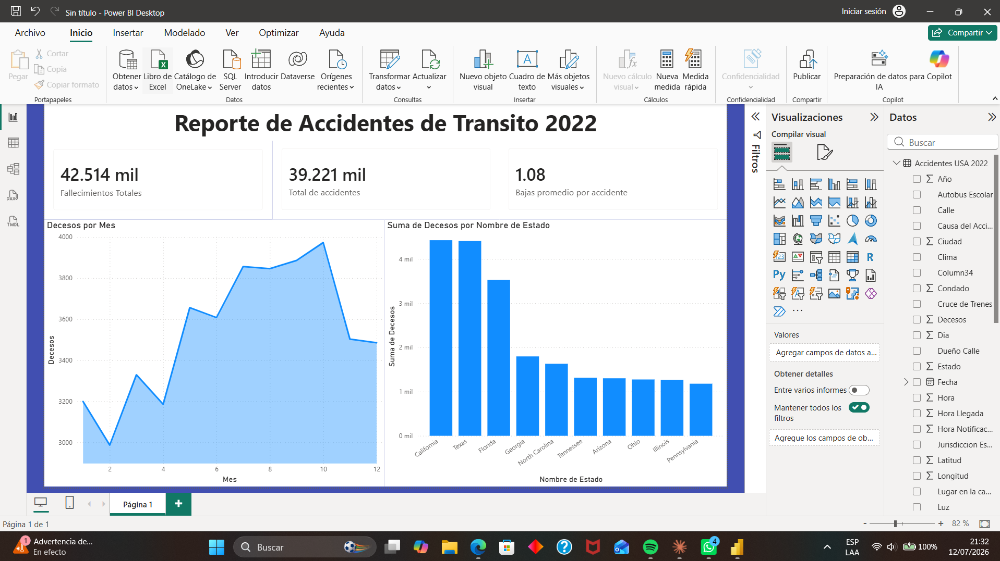 Sin título - Power BI Desktop
Iniciar sesión
Archivo
Inicio
Insertar
Modelado
Ver
Optimizar
Ayuda
Compartir
Pegar
Cortar
Copia
Copiar formato
Portapapeles
Obtener datos
Libro de Excel
Catálogo de OneLake
SQL Server
Introducir datos
Dataverse
Orígenes recientes
Datos
Transformar datos
Actualizar
Consultas
Nuevo objeto visual
Cuadro de texto
Más objetos visuales
Insertar
Nuevo cálculo visual
Nueva medida
Medida rápida
Cálculos
Confidencialidad
Confidencialidad
Publicar
Compartir
Preparación de datos para IA
Copilot
Copilot
DAX
TMDL
Reporte de Accidentes de Transito 2022
42.514 mil
Fallecimientos Totales
39.221 mil
Total de accidentes
1.08
Bajas promedio por accidente
Decesos por Mes
4000
3800
3600
3400
3200
3000
Decesos
2
4
6
8
10
12
Mes
Suma de Decesos por Nombre de Estado
4 mil
3 mil
2 mil
1 mil
0 mil
Suma de Decesos
California
Texas
Florida
Georgia
North Carolina
Tennessee
Arizona
Ohio
Illinois
Pennsylvania
Nombre de Estado
Filtros
Visualizaciones
Compilar visual
123
R
Py
...
Valores
Agregar campos de datos a...
Obtener detalles
Entre varios informes
Mantener todos los filtros
Agregue los campos de ob...
Datos
Buscar
Accidentes USA 2022
Año
Autobus Escolar
Calle
Causa del Acci...
Ciudad
Clima
Column34
Condado
Cruce de Trenes
Decesos
Dia
Dueño Calle
Estado
Fecha
Hora
Hora Llegada
Hora Notificac...
Jurisdiccion Es...
Latitud
Longitud
Lugar en la ca...
Luz
Página 1
Página 1 de 1
82 %
1
Advertencia de...
En efecto
Buscar
4
ESP
LAA
100%
21:32
12/07/2026